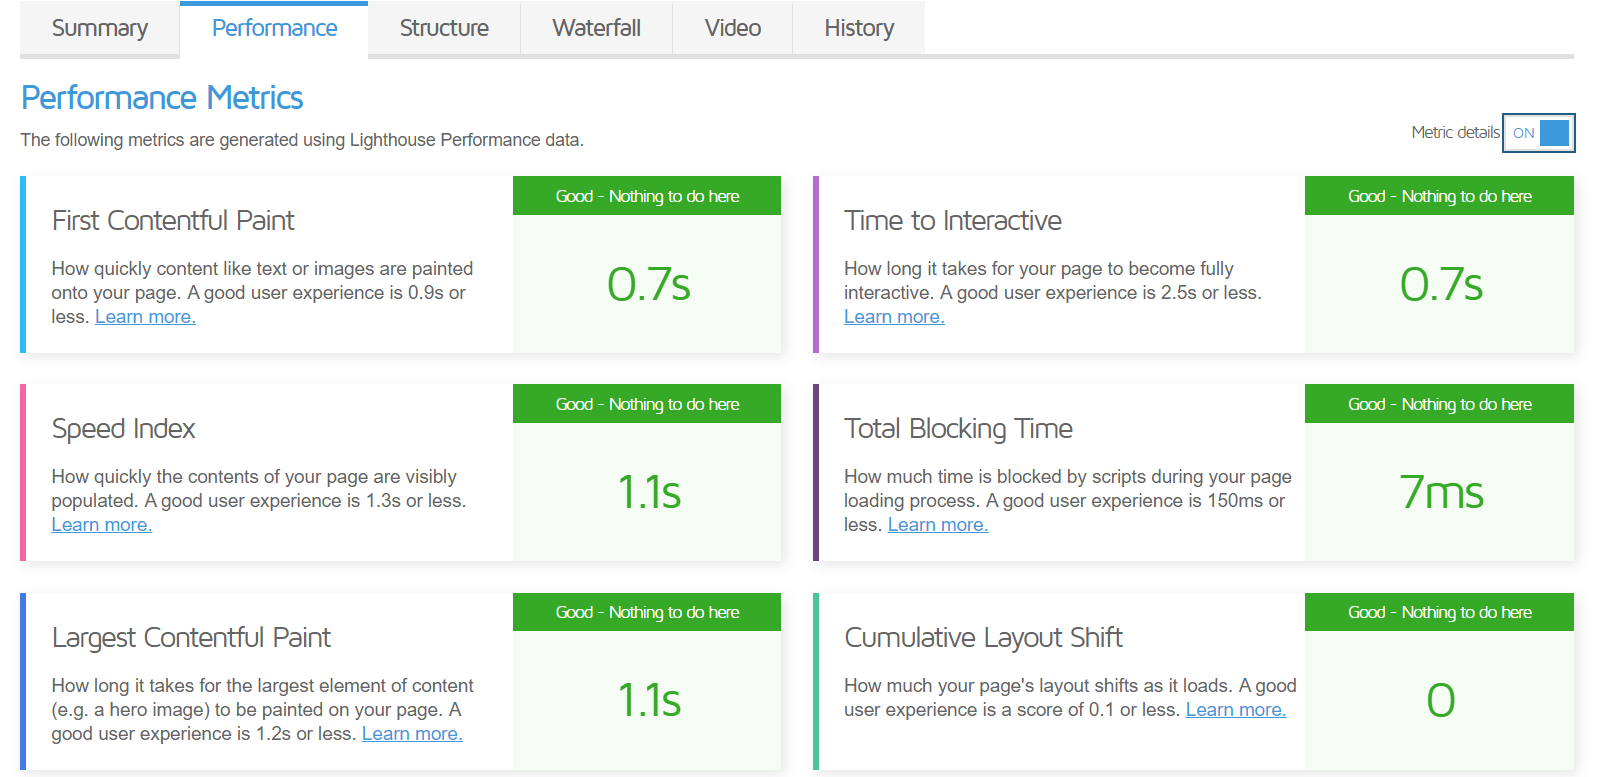 Summary Performance Structure Waterfall Video History
Performance Metrics
The following metrics are generated using Lighthouse Performance data.
Metric details ON
First Contentful Paint
How quickly content like text or images are painted
onto your page. A good user experience is 0.9s or
less. Learn more.
Good - Nothing to do here
0.7s
Time to Interactive
How long it takes for your page to become fully
interactive. A good user experience is 2.5s or less.
Learn more.
Good - Nothing to do here
0.7s
Speed Index
How quickly the contents of your page are visibly
populated. A good user experience is 1.3s or less.
Learn more.
Good - Nothing to do here
1.1s
Total Blocking Time
How much time is blocked by scripts during your page
loading process. A good user experience is 150ms or
less. Learn more.
Good - Nothing to do here
7ms
Largest Contentful Paint
How long it takes for the largest element of content
(e.g. a hero image) to be painted on your page. A
good user experience is 1.2s or less. Learn more.
Good - Nothing to do here
1.1s
Cumulative Layout Shift
How much your page's layout shifts as it loads. A good
user experience is a score of 0.1 or less. Learn more.
Good - Nothing to do here
0